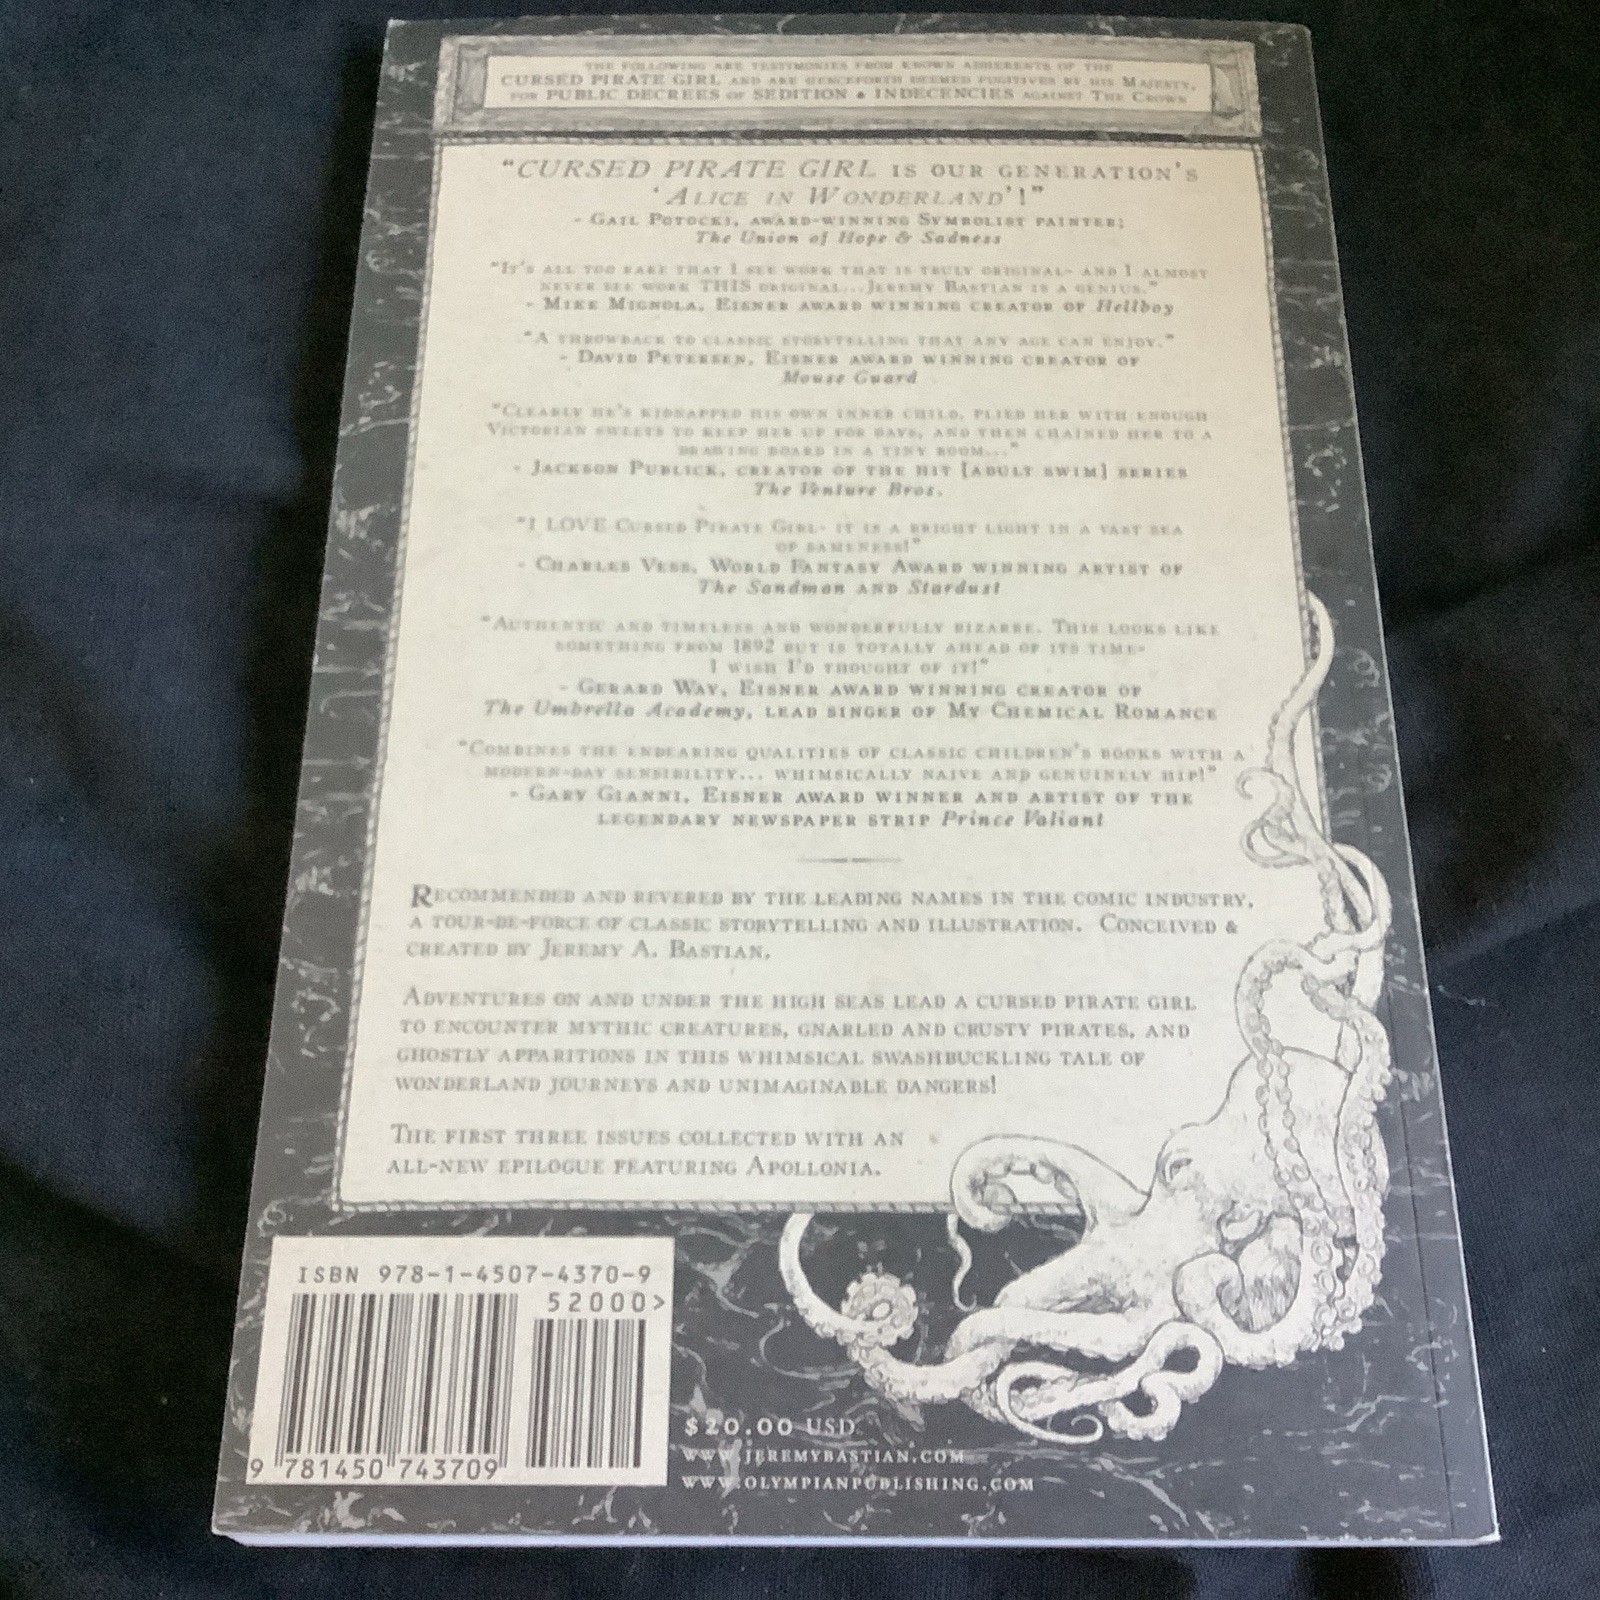 THE FOLLOWING ARE TESTIMONIES FROM KNOWN ADHERENTS OF THE
CURSED PIRATE GIRL AND ARE HENCEFORTH DEEMED FUGITIVES BY HIS MAJESTY,
FOR PUBLIC DECREES OF SEDITION & INDECENCIES AGAINST THE CROWN
"CURSED PIRATE GIRL IS OUR GENERATION'S
'ALICE IN WONDERLAND'!"
- GAIL POTOCKI, AWARD-WINNING SYMBOLIST PAINTER;
The Union of Hope & Sadness
"IT'S ALL TOO RARE THAT I SEE WORK THAT IS TRULY ORIGINAL- AND I ALMOST
NEVER SEE WORK THIS ORIGINAL...JEREMY BASTIAN IS A GENIUS."
- MIKE MIGNOLA, EISNER AWARD WINNING CREATOR OF Hellboy
"A THROWBACK TO CLASSIC STORYTELLING THAT ANY AGE CAN ENJOY."
- DAVID PETERSEN, EISNER AWARD WINNING CREATOR OF
Mouse Guard
"CLEARLY HE'S KIDNAPPED HIS OWN INNER CHILD, PLIED HER WITH ENOUGH
VICTORIAN SWEETS TO KEEP HER UP FOR DAYS, AND THEN CHAINED HER TO A
DRAWING BOARD IN A TINY ROOM..."
- JACKSON PUBLICK, CREATOR OF THE HIT [ADULT SWIM] SERIES
The Venture Bros.
"I LOVE CURSED PIRATE GIRL- IT IS A BRIGHT LIGHT IN A VAST SEA
OF SAMENESS!"
- CHARLES VESS, WORLD FANTASY AWARD WINNING ARTIST OF
The Sandman AND Stardust
"AUTHENTIC AND TIMELESS AND WONDERFULLY BIZARRE. THIS LOOKS LIKE
SOMETHING FROM 1892 BUT IS TOTALLY AHEAD OF ITS TIME-
I WISH I'D THOUGHT OF IT!"
- GERARD WAY, EISNER AWARD WINNING CREATOR OF
The Umbrella Academy, LEAD SINGER OF MY CHEMICAL ROMANCE
"COMBINES THE ENDEARING QUALITIES OF CLASSIC CHILDREN'S BOOKS WITH A
MODERN-DAY SENSIBILITY... WHIMSICALLY NAIVE AND GENUINELY HIP!"
- GARY GIANNI, EISNER AWARD WINNER AND ARTIST OF THE
LEGENDARY NEWSPAPER STRIP Prince Valiant
RECOMMENDED AND REVERED BY THE LEADING NAMES IN THE COMIC INDUSTRY,
A TOUR-DE-FORCE OF CLASSIC STORYTELLING AND ILLUSTRATION. CONCEIVED &
CREATED BY JEREMY A. BASTIAN.
ADVENTURES ON AND UNDER THE HIGH SEAS LEAD A CURSED PIRATE GIRL
TO ENCOUNTER MYTHIC CREATURES, GNARLED AND CRUSTY PIRATES, AND
GHOSTLY APPARITIONS IN THIS WHIMSICAL SWASHBUCKLING TALE OF
WONDERLAND JOURNEYS AND UNIMAGINABLE DANGERS!
THE FIRST THREE ISSUES COLLECTED WITH AN
ALL-NEW EPILOGUE FEATURING APOLLONIA.
ISBN 978-1-4507-4370-9
52000>
9 781450 743709
$20.00 USD
WWW.JEREMYBASTIAN.COM
WWW.OLYMPIANPUBLISHING.COM